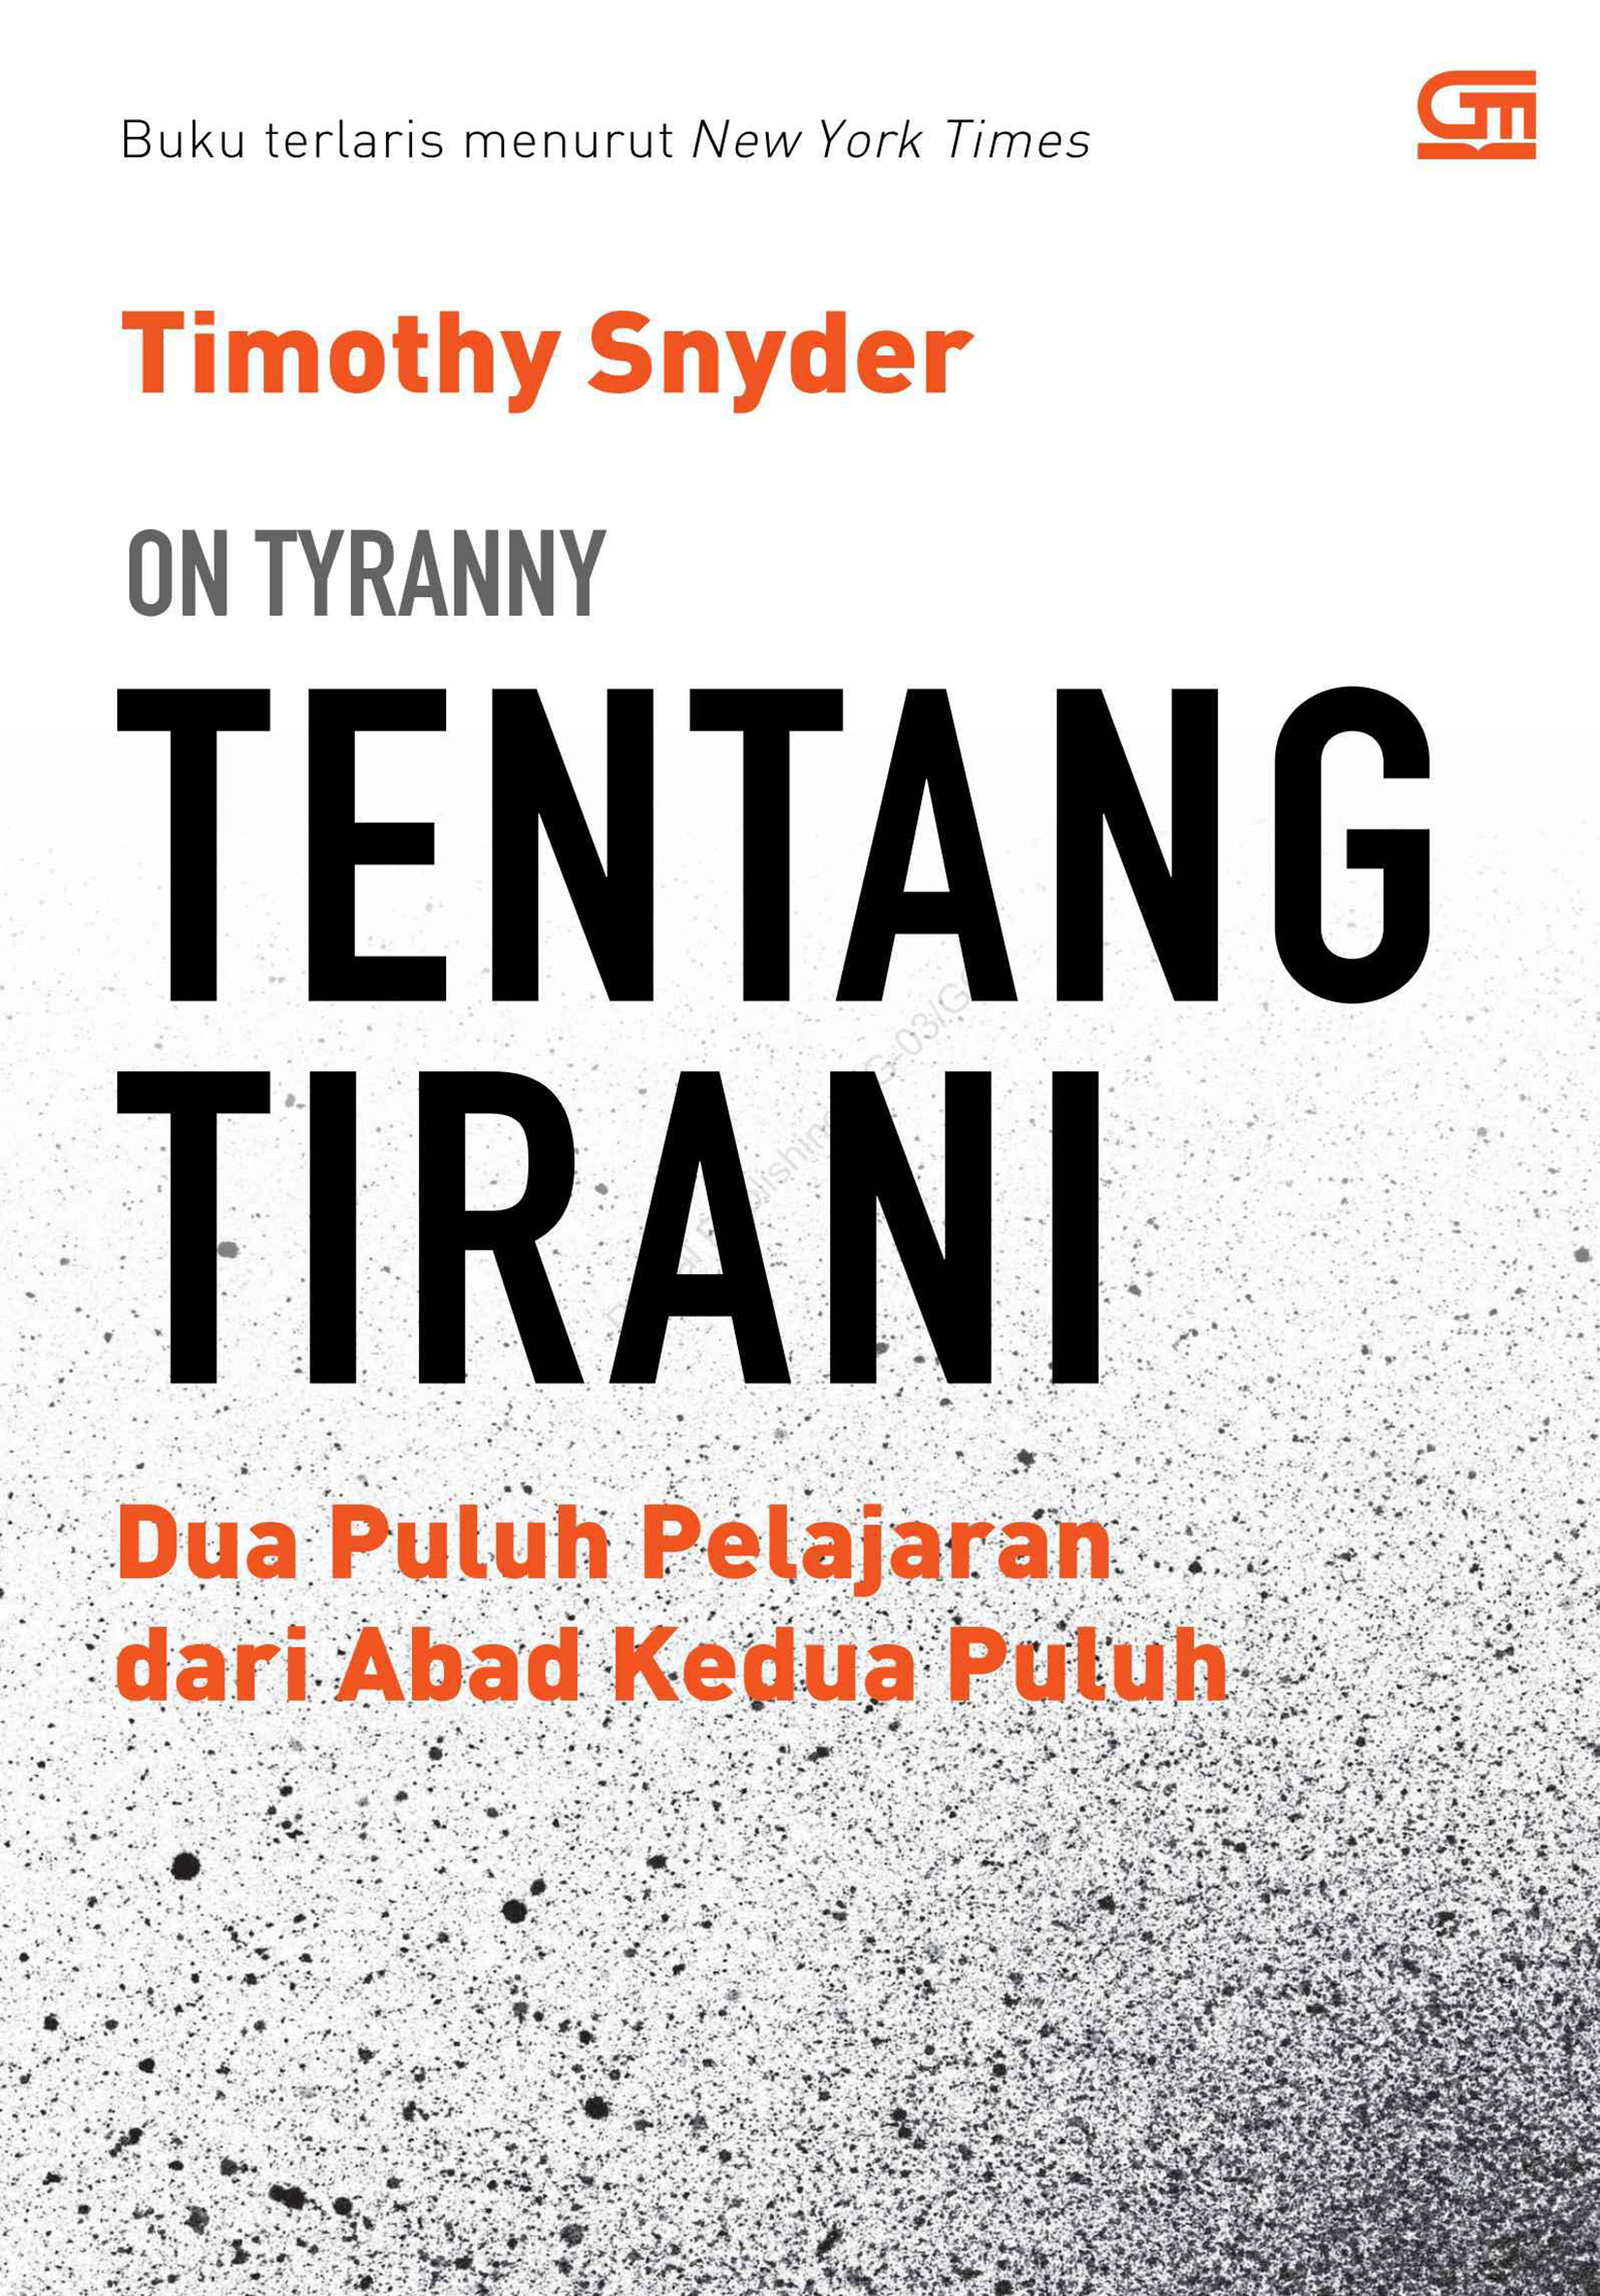 Buku terlaris menurut New York Times
Timothy Snyder
ON TYRANNY
TENTANG
TIRANI
Dua Puluh Pelajaran
dari Abad Kedua Puluh